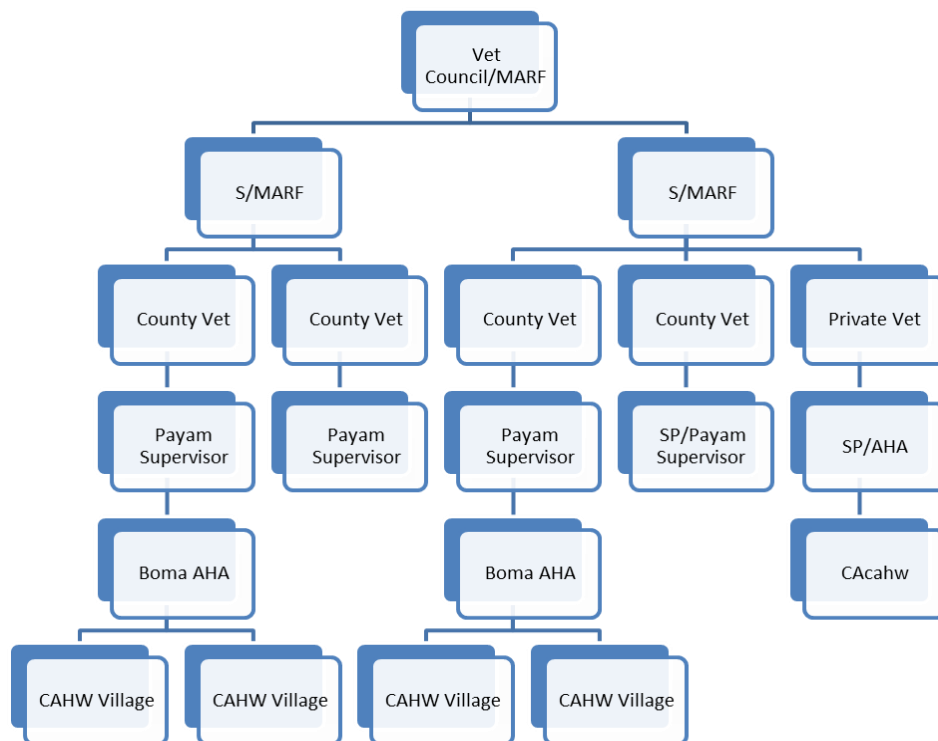 Vet
Council/MARF
S/MARF
S/MARF
County Vet
County Vet
County Vet
County Vet
Private Vet
Payam
Supervisor
Payam
Supervisor
Payam
Supervisor
SP/Payam
Supervisor
SP/AHA
Boma AHA
Boma AHA
CAcahw
CAHW Village
CAHW Village
CAHW Village
CAHW Village